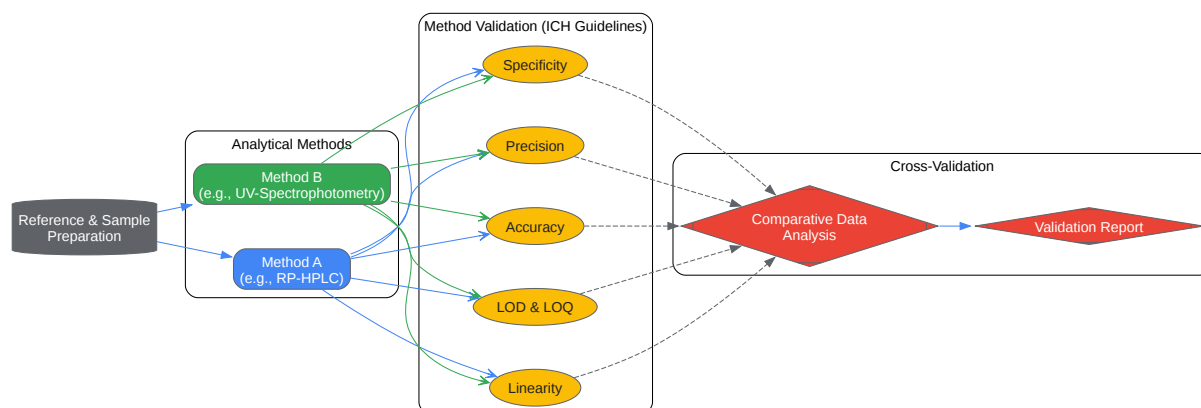 Reference & Sample
Preparation
Analytical Methods
Method B
(e.g., UV-Spectrophotometry)
Method A
(e.g., RP-HPLC)
Method Validation (ICH Guidelines)
Specificity
Precision
Accuracy
LOD & LOQ
Linearity
Cross-Validation
Comparative Data
Analysis
Validation Report